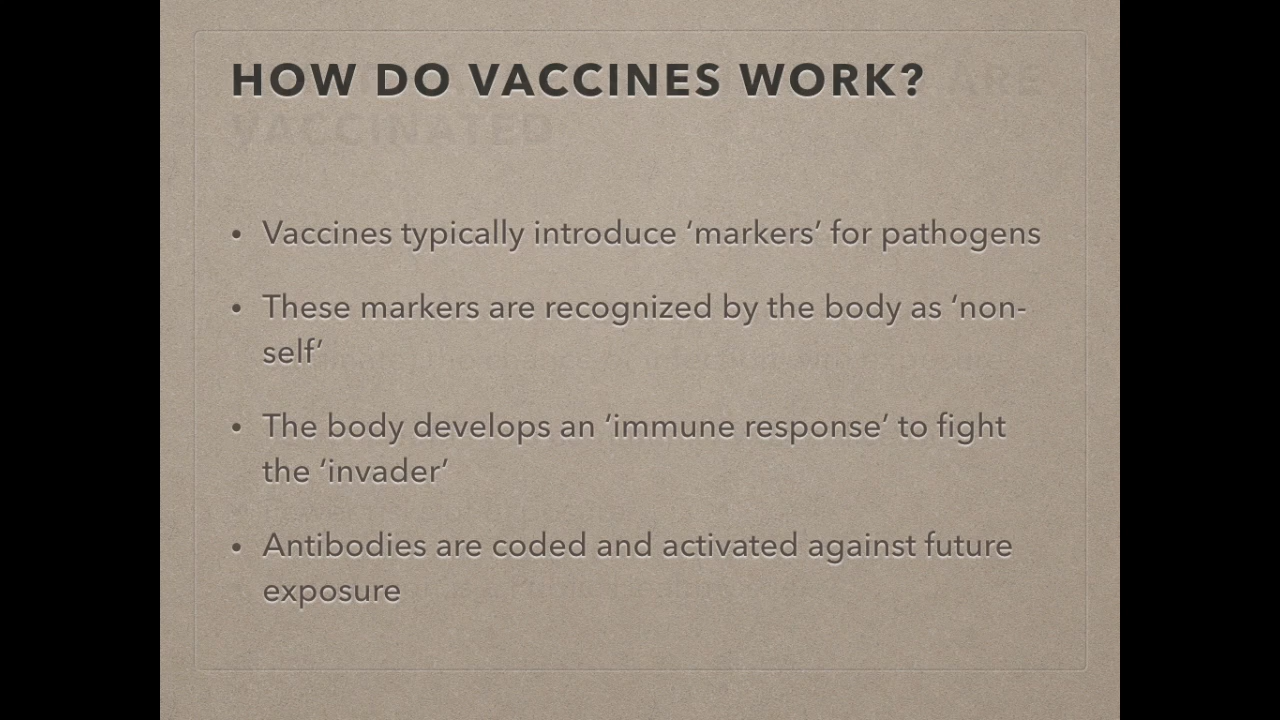 HOW DO VACCINES WORK?
ARE
VACCINATED
• Vaccines typically introduce ‘markers’ for pathogens
• These markers are recognized by the body as ‘non-
self’
• The body develops an ‘immune response’ to fight
the ‘invader’
• Antibodies are coded and activated against future
exposure